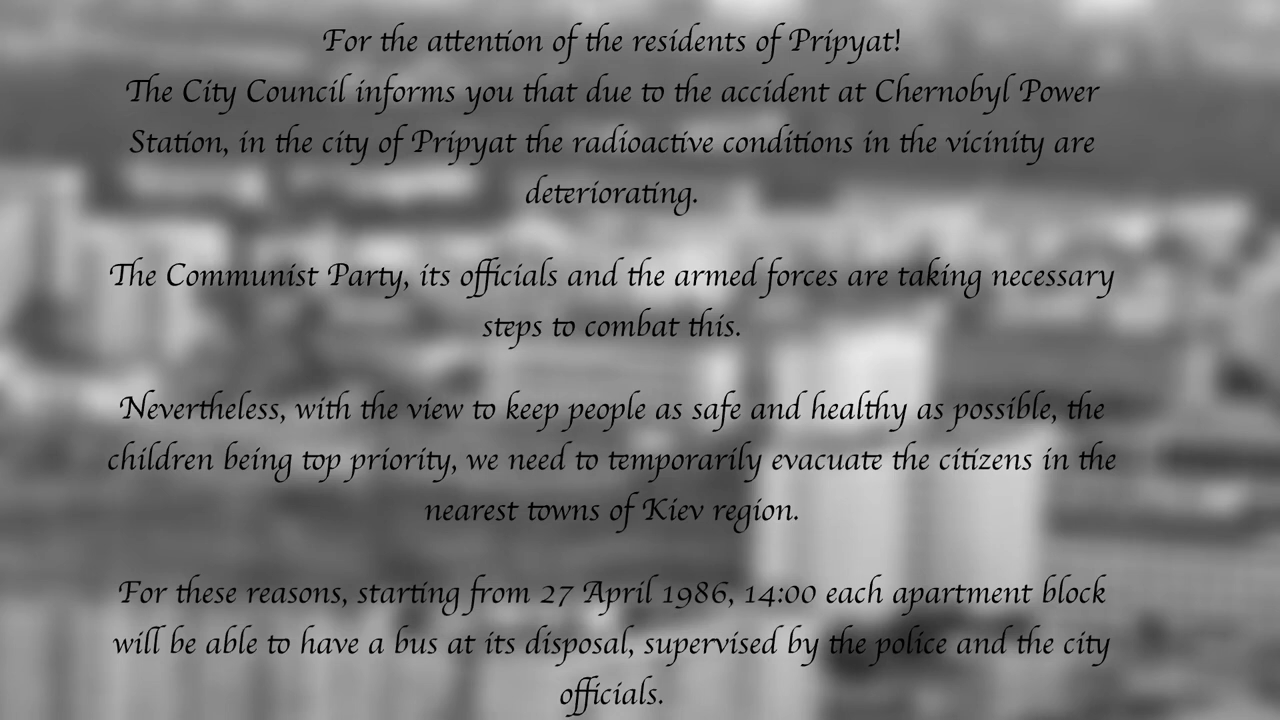 For the attention of the residents of Pripyat!
The City Council informs you that due to the accident at Chernobyl Power
Station, in the city of Pripyat the radioactive conditions in the vicinity are
deteriorating.
The Communist Party, its officials and the armed forces are taking necessary
steps to combat this.
Nevertheless, with the view to keep people as safe and healthy as possible, the
children being top priority, we need to temporarily evacuate the citizens in the
nearest towns of Kiev region.
For these reasons, starting from 27 April 1986, 14:00 each apartment block
will be able to have a bus at its disposal, supervised by the police and the city
officials.